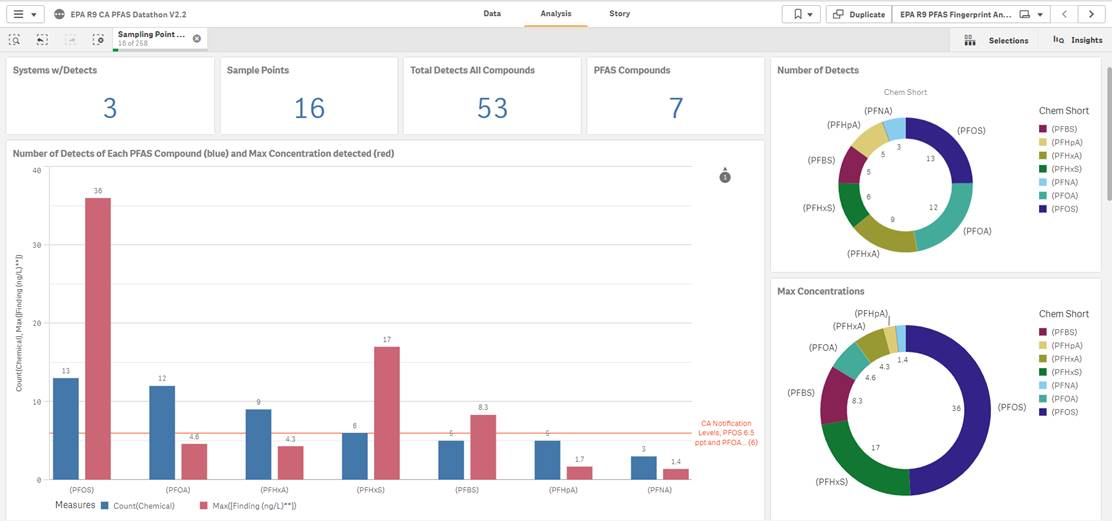 EPA R9 CA PFAS Datathon V2.2
Data
Analysis
Story
Duplicate
EPA R9 PFAS Fingerprint An...
Sampling Point ...
16 of 258
Selections
Insights
Systems w/Detects
3
Sample Points
16
Total Detects All Compounds
53
PFAS Compounds
7
Number of Detects of Each PFAS Compound (blue) and Max Concentration detected (red)
1
Count(Chemical), Max([Finding (ng/L)**])
40
30
20
10
0
13
36
12
4.6
9
4.3
6
17
5
8.3
5
1.7
3
1.4
CA Notification
Levels, PFOS 6.5
ppt and PFOA... (6)
(PFOS)
(PFOA)
(PFHxA)
(PFHxS)
(PFBS)
(PFHpA)
(PFNA)
Measures
Count(Chemical)
Max([Finding (ng/L)**])
Number of Detects
Chem Short
(PFNA)
(PFHpA)
(PFBS)
(PFHxS)
(PFHxA)
(PFOA)
(PFOS)
3
5
5
6
9
12
13
Chem Short
(PFBS)
(PFHpA)
(PFHxA)
(PFHxS)
(PFNA)
(PFOA)
(PFOS)
Max Concentrations
(PFHpA)
(PFHxA)
(PFOA)
(PFBS)
(PFHxS)
(PFOS)
1.4
4.3
4.6
8.3
17
36
Chem Short
(PFBS)
(PFHpA)
(PFHxA)
(PFHxS)
(PFNA)
(PFOA)
(PFOS)